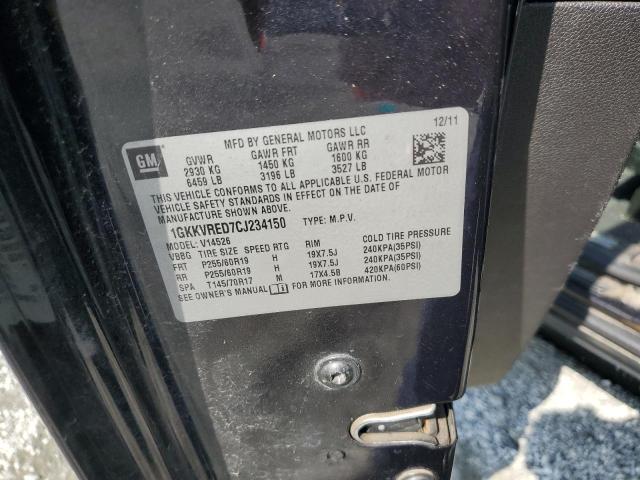 MFD BY GENERAL MOTORS LLC 12/11
GM
GVWR GAWR FRT GAWR RR
2930 KG 1450 KG 1600 KG
6459 LB 3196 LB 3527 LB
THIS VEHICLE CONFORMS TO ALL APPLICABLE U.S. FEDERAL MOTOR
VEHICLE SAFETY STANDARDS IN EFFECT ON THE DATE OF
MANUFACTURE SHOWN ABOVE.
1GKKVRED7CJ234150 TYPE: M.P.V.
MODEL: V14526
VBBG TIRE SIZE SPEED RTG RIM COLD TIRE PRESSURE
FRT P255/60R19 H 19X7.5J 240KPA(35PSI)
RR P255/60R19 H 19X7.5J 240KPA(35PSI)
SPA T145/70R17 M 17X4.5B 420KPA(60PSI)
SEE OWNER'S MANUAL FOR MORE INFORMATION.